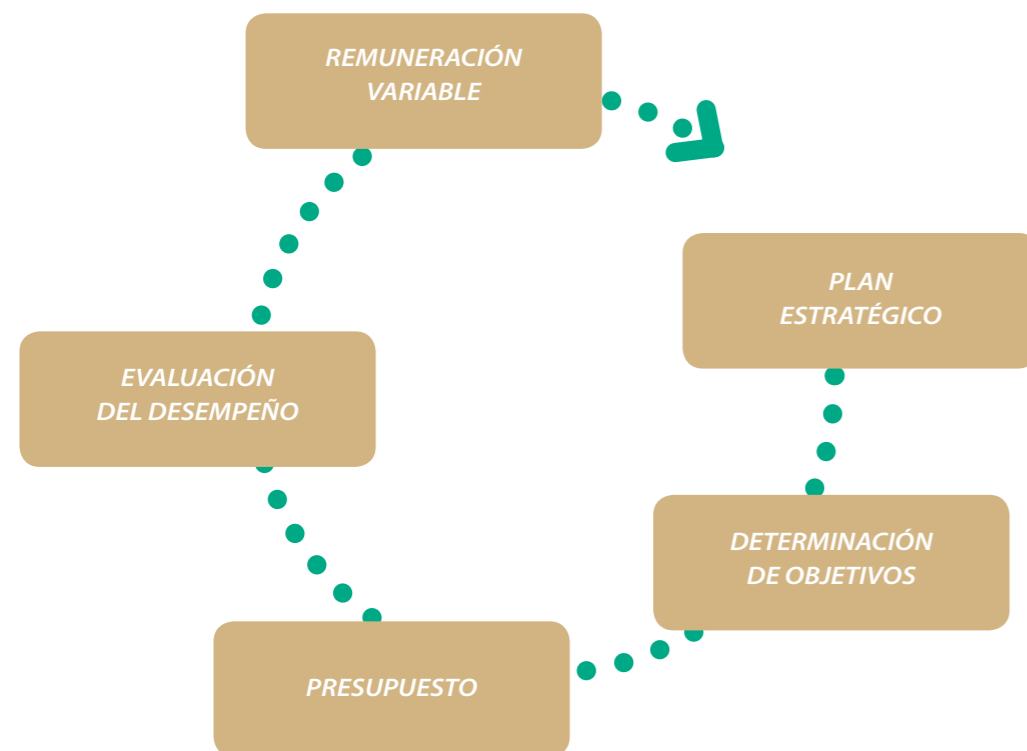 REMUNERACIÓN
VARIABLE
PLAN
ESTRATÉGICO
EVALUACIÓN
DEL DESEMPEÑO
DETERMINACIÓN
DE OBJETIVOS
PRESUPUESTO